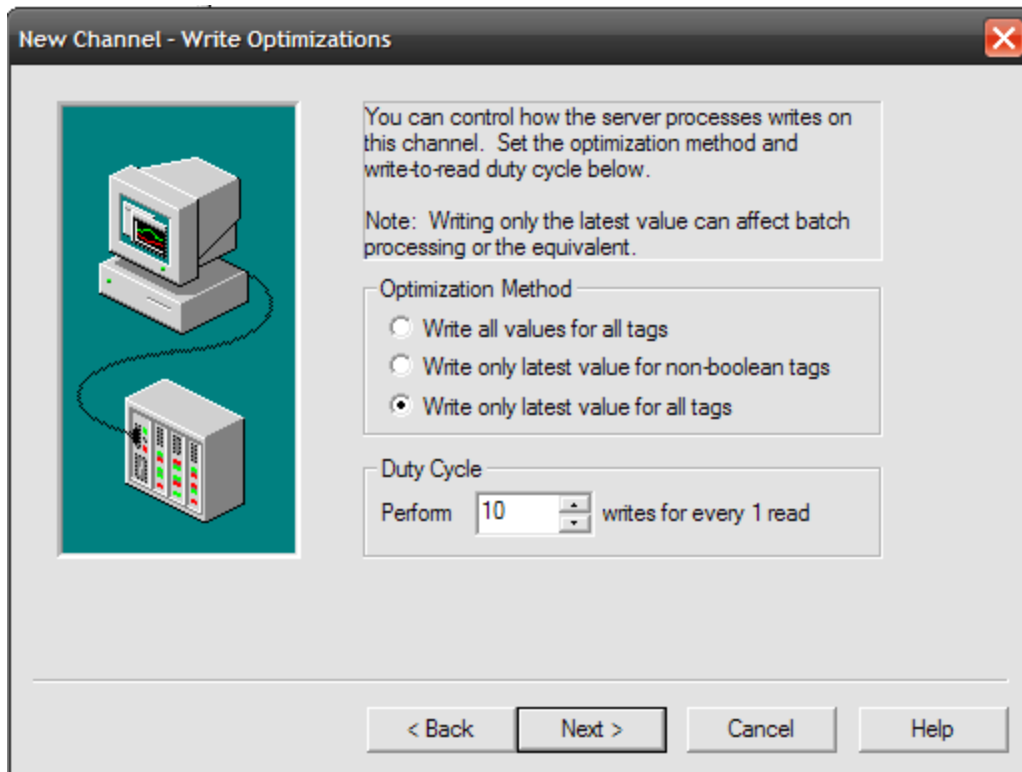 New Channel - Write Optimizations
You can control how the server processes writes on
this channel.  Set the optimization method and
write-to-read duty cycle below.
Note:  Writing only the latest value can affect batch
processing or the equivalent.
Optimization Method
Write all values for all tags
Write only latest value for non-boolean tags
Write only latest value for all tags
Duty Cycle
Perform 10 writes for every 1 read
< Back Next > Cancel Help